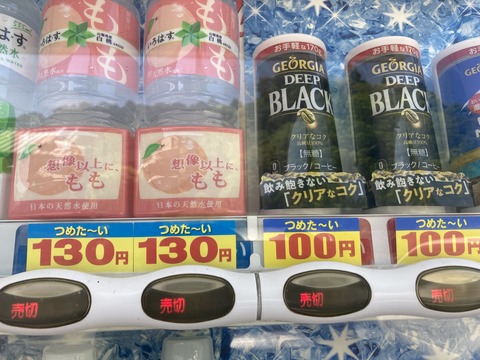 いろはす
もも
いろはす
もも
想像以上に、
もも
日本の天然水使用
想像以上に、
もも
日本の天然水使用
お手軽な170
GEORGIA
DEEP
BLACK
クリアなコク
【無糖】
ブラック/コーヒー
飲み飽きない
「クリアなコク」
お手軽な170
GEORGIA
DEEP
BLACK
クリアなコク
【無糖】
ブラック/コーヒー
飲み飽きない
「クリアなコク」
つめた〜い
130円
つめた〜い
130円
つめた〜い
100円
つめた〜い
100円
売切
売切
売切
売切